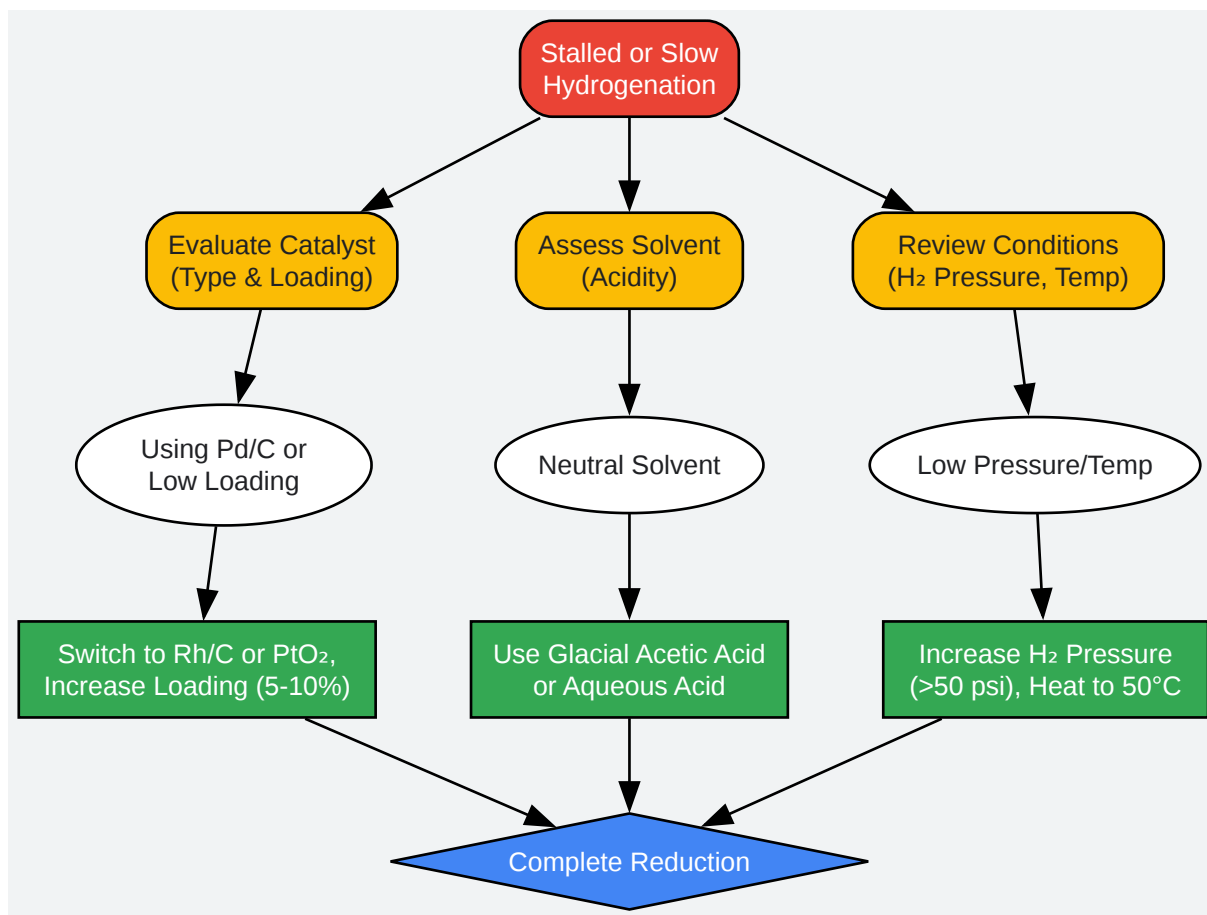 Stalled or Slow
Hydrogenation
Evaluate Catalyst
(Type & Loading)
Assess Solvent
(Acidity)
Review Conditions
(H₂ Pressure, Temp)
Using Pd/C or
Low Loading
Neutral Solvent
Low Pressure/Temp
Switch to Rh/C or PtO₂,
Increase Loading (5-10%)
Use Glacial Acetic Acid
or Aqueous Acid
Increase H₂ Pressure
(>50 psi), Heat to 50°C
Complete Reduction